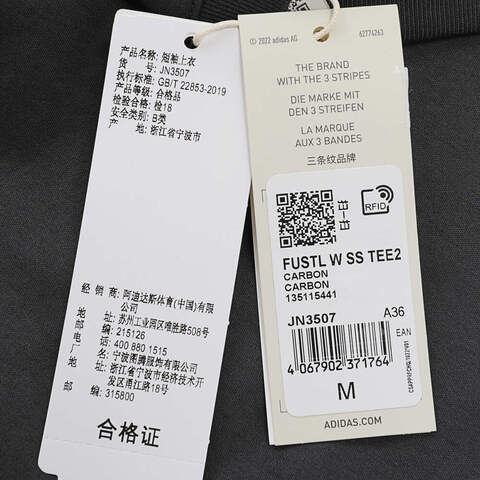 产品名称: 短袖上衣
货 号: JN3507
执行标准: GB/T 22853-2019
产品等级: 合格品
检验合格: 检18
安全类别: B类
产 地: 浙江省宁波市
经 销 商: 阿迪达斯体育(中国)有限
公司
地 址: 苏州工业园区唯胜路508号
邮 编: 215126
电 话: 400 880 1515
厂 名: 宁波图腾服饰有限公司
地 址: 浙江省宁波市经济技术开
发区甬江路18号
邮 编: 315800
合格证
© 2022 adidas AG 62774263
THE BRAND
WITH THE 3 STRIPES
DIE MARKE MIT
DEN 3 STREIFEN
LA MARQUE
AUX 3 BANDES
三条纹品牌
RFID
FUSTL W SS TEE2
CARBON
CARBON
135115441
JN3507 A36
EAN
4 067902 371764
M
ADIDAS.COM